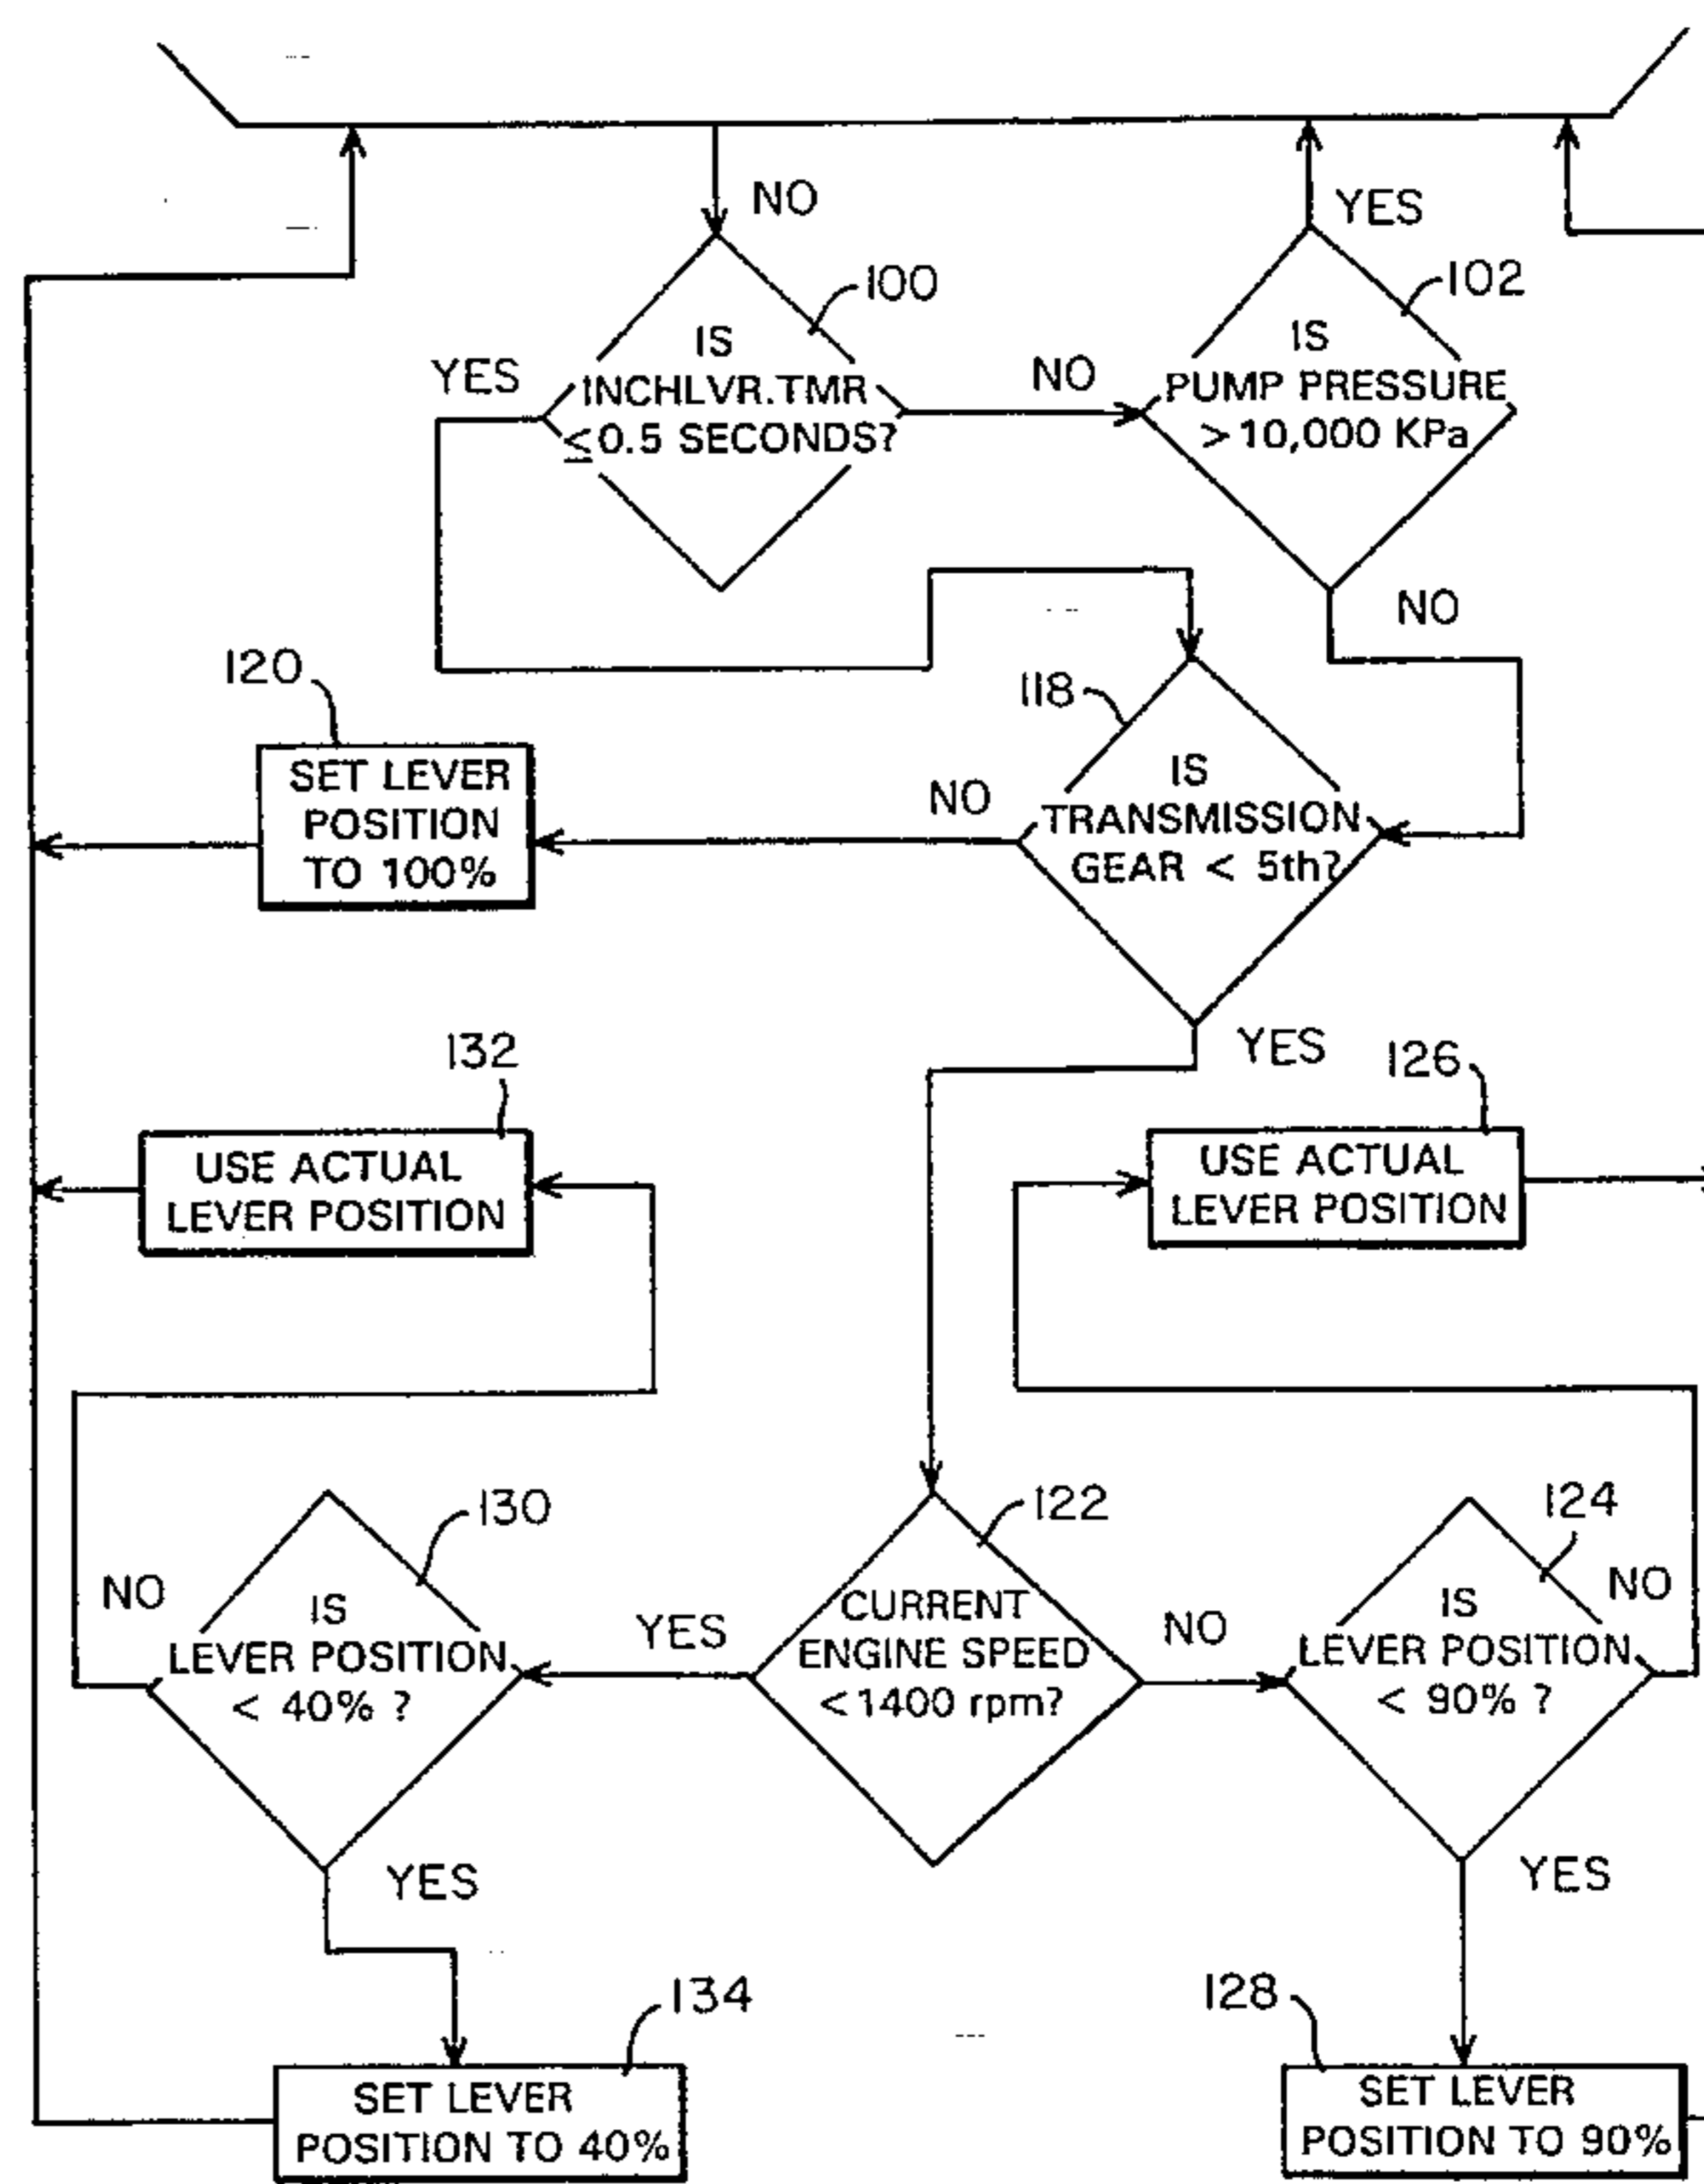 NO
YES
100
102
IS
INCHLVR.TMR
≤0.5 SECONDS?
YES
NO
IS
PUMP PRESSURE
>10,000 KPa
NO
120
118
SET LEVER
POSITION
TO 100%
NO
IS
TRANSMISSION
GEAR < 5th?
YES
132
126
USE ACTUAL
LEVER POSITION
USE ACTUAL
LEVER POSITION
130
122
124
NO
IS
LEVER POSITION
< 40% ?
YES
CURRENT
ENGINE SPEED
<1400 rpm?
NO
IS
LEVER POSITION
< 90% ?
NO
YES
YES
134
128
SET LEVER
POSITION TO 40%
SET LEVER
POSITION TO 90%